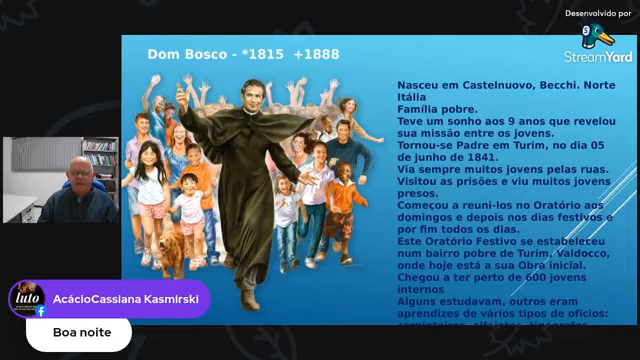 Desenvolvido por
StreamYard
Dom Bosco - *1815 +1888
Nasceu em Castelnuovo, Becchi. Norte
Itália
Família pobre.
Teve um sonho aos 9 anos que revelou
sua missão entre os jovens.
Tornou-se Padre em Turim, no dia 05
de junho de 1841.
Via sempre muitos jovens pelas ruas.
Visitou as prisões e viu muitos jovens
presos.
Começou a reuni-los no Oratório aos
domingos e depois nos dias festivos e
por fim todos os dias.
Este Oratório Festivo se estabeleceu
num bairro pobre de Turim, Valdocco,
onde hoje está a sua Obra inicial.
Chegou a ter perto de 600 jovens
internos
Alguns estudavam, outros eram
aprendizes de vários tipos de ofícios:
carpinteiros, alfaiates, tipógrafos
luto
AcácioCassiana Kasmirski
Boa noite